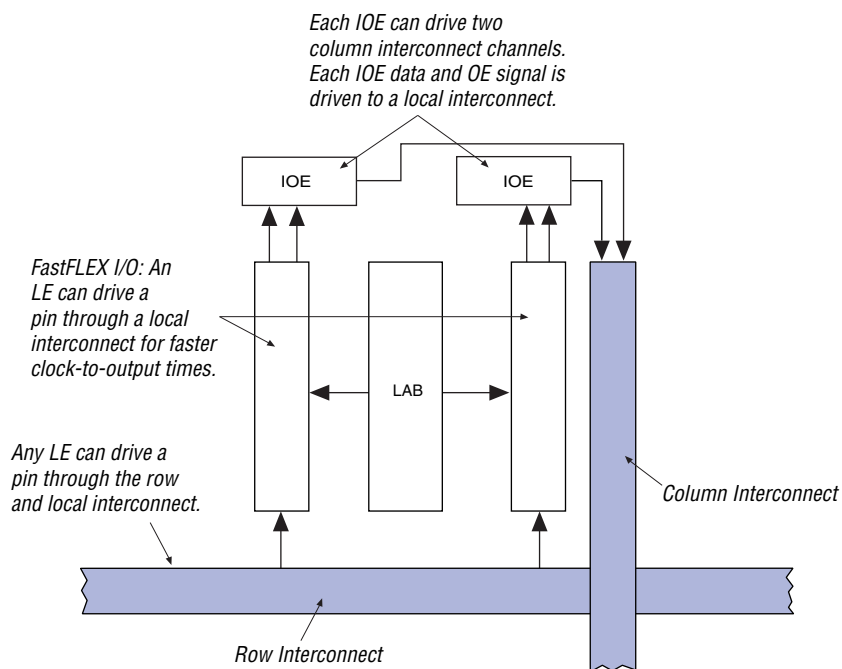 Each IOE can drive two
column interconnect channels.
Each IOE data and OE signal is
driven to a local interconnect.
IOE
IOE
FastFLEX I/O: An
LE can drive a
pin through a local
interconnect for faster
clock-to-output times.
LAB
Any LE can drive a
pin through the row
and local interconnect.
Column Interconnect
Row Interconnect